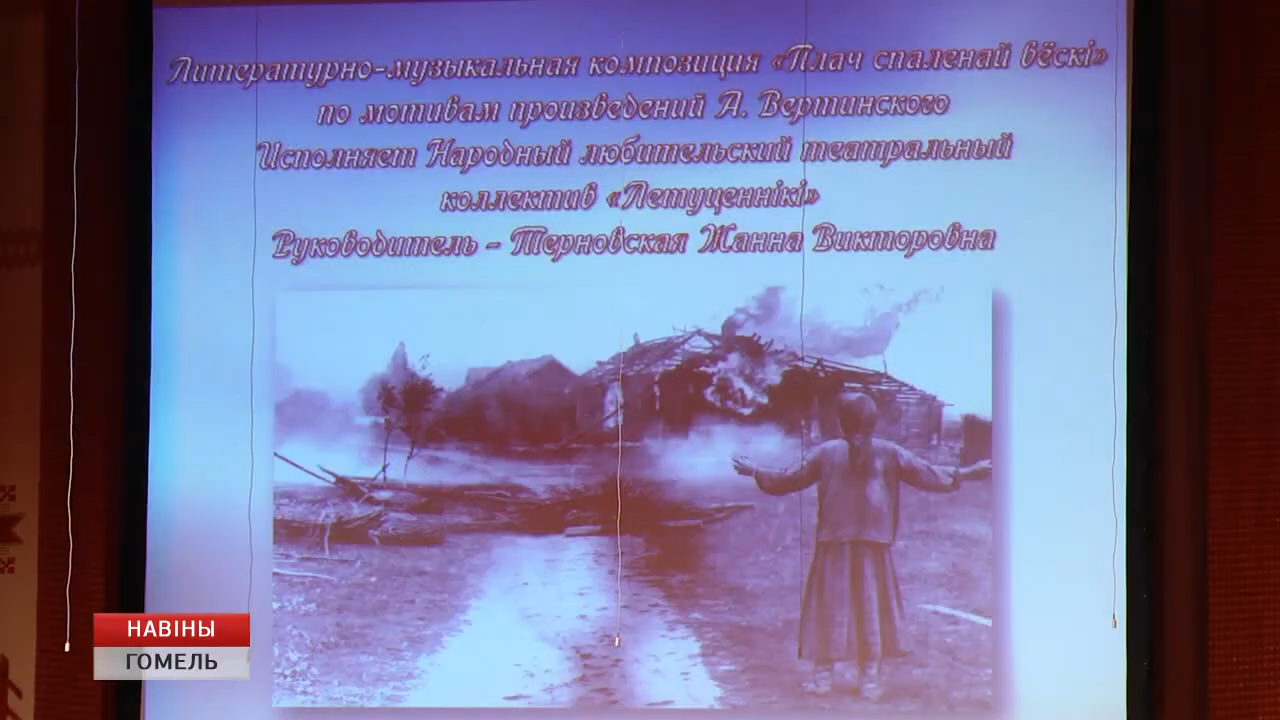 Литературно-музыкальная композиция «Плач спаленай вёскі»
по мотивам произведений А. Вертинского
Исполняет Народный любительский театральный
коллектив «Летуценнікі»
Руководитель - Терновская Жанна Викторовна
НАВІНЫ
ГОМЕЛЬ